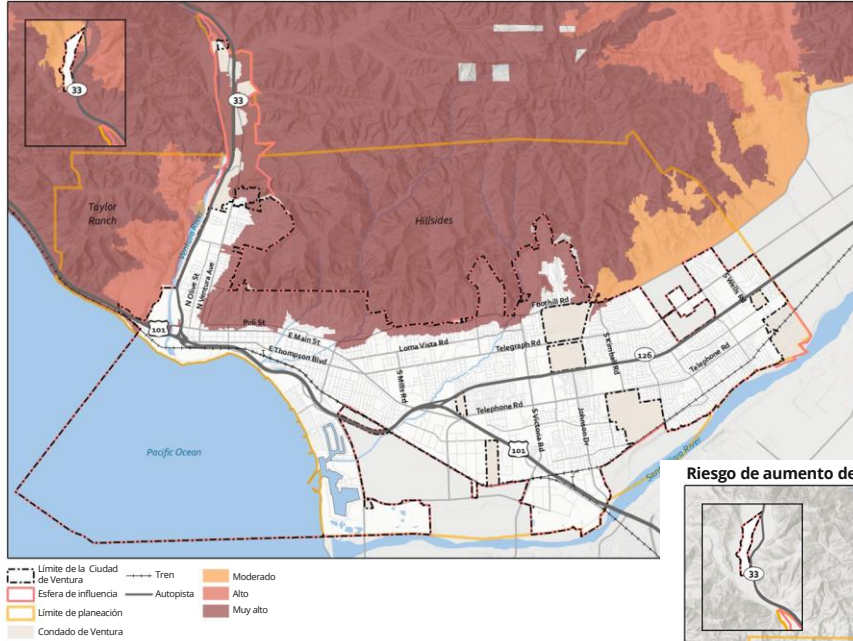 33
33
Taylor
Ranch
Hillsides
Ventura River
N Olive St
N Ventura Ave
Foothill Rd
S Wells Rd
101
Poli St
E Main St
E Thompson Blvd
Loma Vista Rd
Telegraph Rd
S Kimball Rd
126
Telephone Rd
S Mills Rd
Telephone Rd
S Victoria Rd
Johnson Dr
101
Pacific Ocean
Riesgo de aumento de
33
Límite de la Ciudad
de Ventura
Esfera de influencia
Límite de planeación
Condado de Ventura
Tren
Autopista
Moderado
Alto
Muy alto